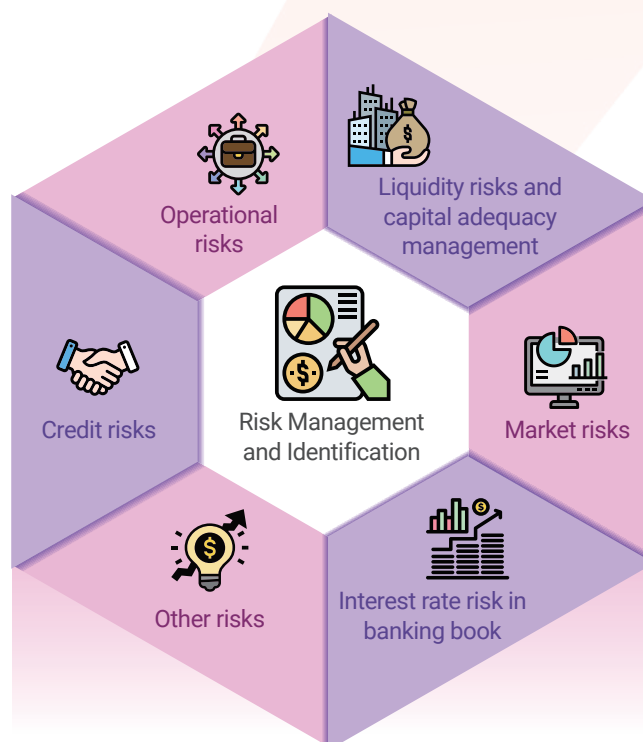 Operational
risks
Liquidity risks and
capital adequacy
management
Credit risks
Risk Management
and Identification
Market risks
Other risks
Interest rate risk in
banking book